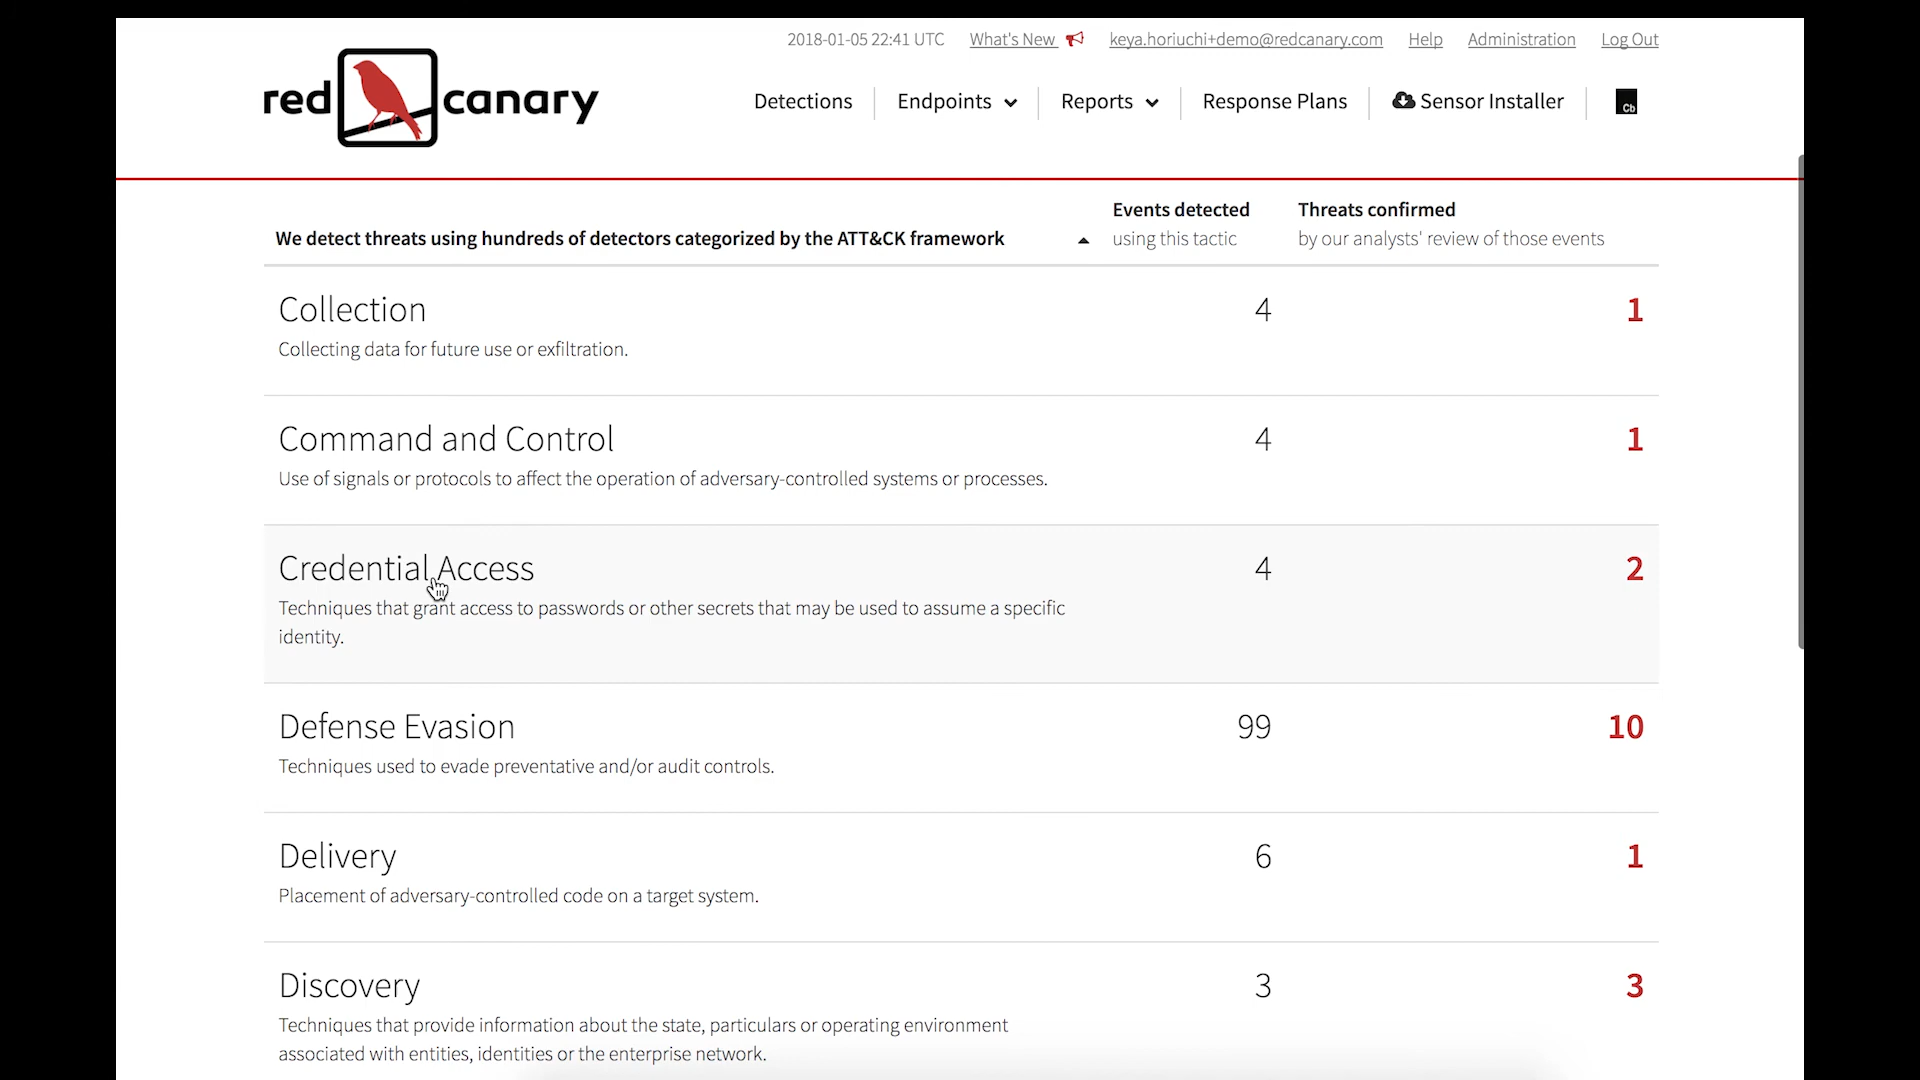 2018-01-05 22:41 UTC What's New keya.horiuchi+demo@redcanary.com Help Administration Log Out
red canary
Detections Endpoints Reports Response Plans Sensor Installer Cb
Events detected Threats confirmed
We detect threats using hundreds of detectors categorized by the ATT&CK framework using this tactic by our analysts' review of those events
Collection 4 1
Collecting data for future use or exfiltration.
Command and Control 4 1
Use of signals or protocols to affect the operation of adversary-controlled systems or processes.
Credential Access 4 2
Techniques that grant access to passwords or other secrets that may be used to assume a specific
identity.
Defense Evasion 99 10
Techniques used to evade preventative and/or audit controls.
Delivery 6 1
Placement of adversary-controlled code on a target system.
Discovery 3 3
Techniques that provide information about the state, particulars or operating environment
associated with entities, identities or the enterprise network.